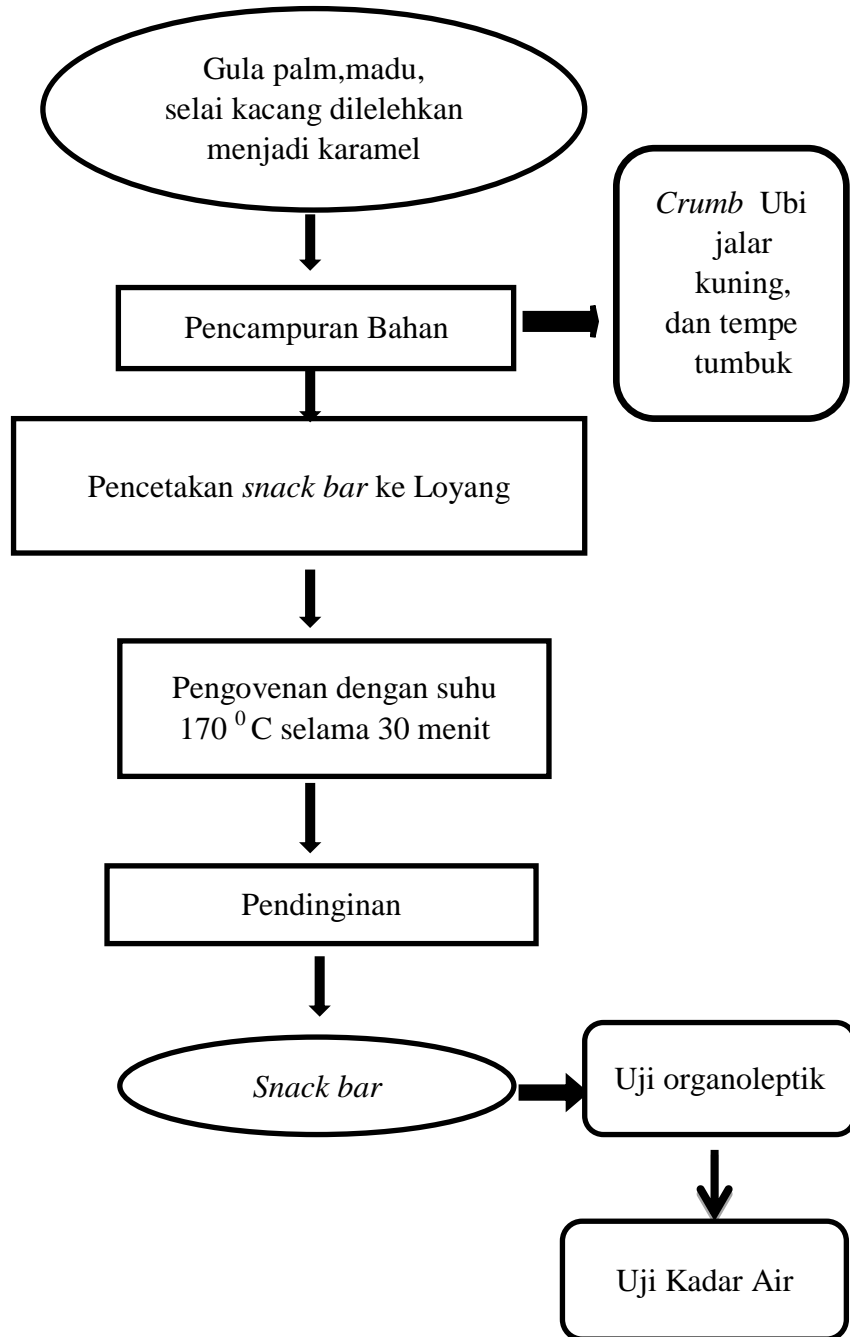 Gula palm,madu,
selai kacang dilelehkan
menjadi karamel
Crumb Ubi
jalar
kuning,
dan tempe
tumbuk
Pencampuran Bahan
Pencetakan snack bar ke Loyang
Pengovenan dengan suhu
170 ⁰ C selama 30 menit
Pendinginan
Snack bar
Uji organoleptik
Uji Kadar Air